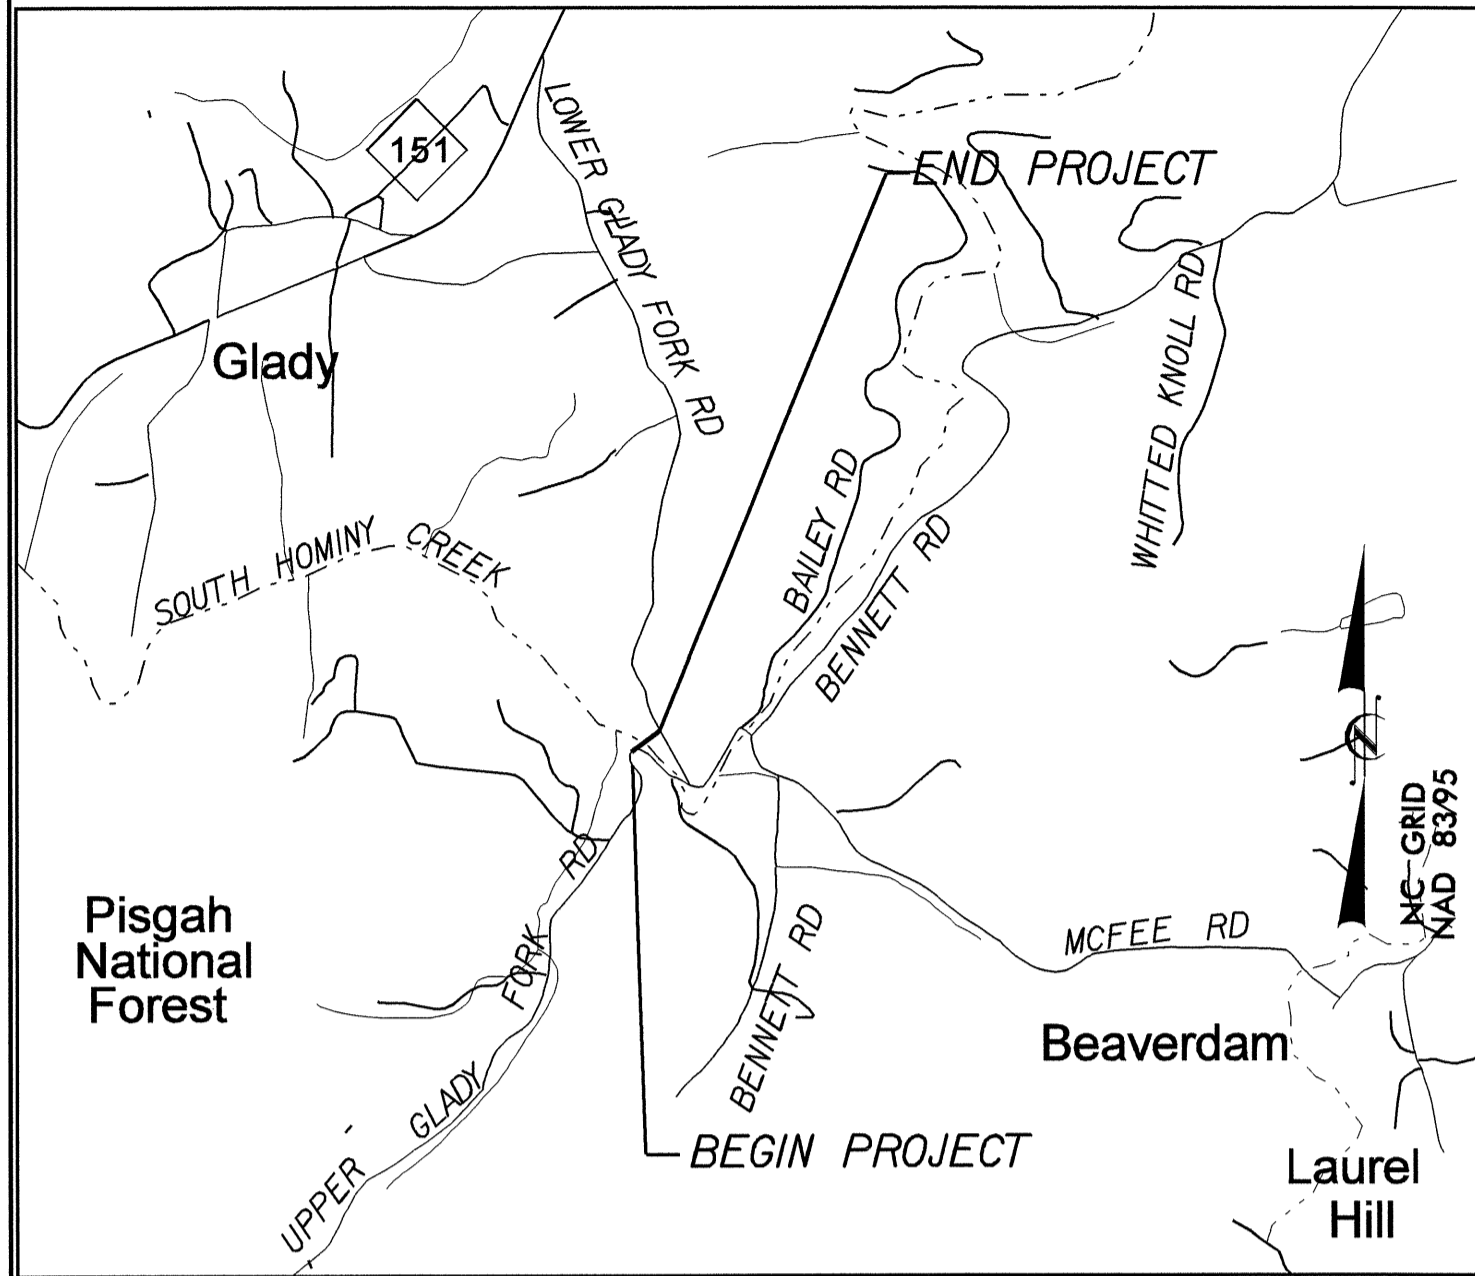 151
LOWER GLADY FORK RD
END PROJECT
Glady
WHITTED KNOLL RD
BAILEY RD
BENNETT RD
SOUTH HOMINY CREEK
NC GRID
NAD 83/95
Pisgah
National
Forest
MCFEE RD
BENNETT RD
Beaverdam
UPPER GLADY FORK RD
BEGIN PROJECT
Laurel
Hill